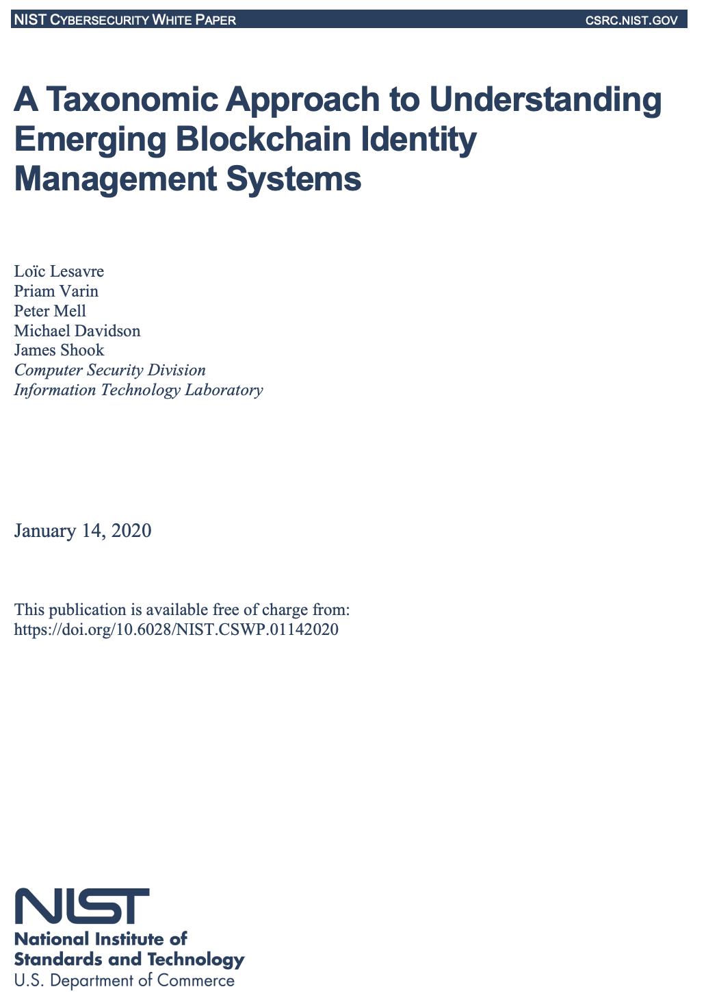 NIST CYBERSECURITY WHITE PAPER CSRC.NIST.GOV
A Taxonomic Approach to Understanding
Emerging Blockchain Identity
Management Systems
Loïc Lesavre
Priam Varin
Peter Mell
Michael Davidson
James Shook
Computer Security Division
Information Technology Laboratory
January 14, 2020
This publication is available free of charge from:
https://doi.org/10.6028/NIST.CSWP.01142020
NIST
National Institute of
Standards and Technology
U.S. Department of Commerce